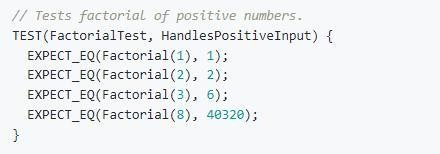 // Tests factorial of positive numbers.
TEST(FactorialTest, HandlesPositiveInput) {
  EXPECT_EQ(Factorial(1), 1);
  EXPECT_EQ(Factorial(2), 2);
  EXPECT_EQ(Factorial(3), 6);
  EXPECT_EQ(Factorial(8), 40320);
}